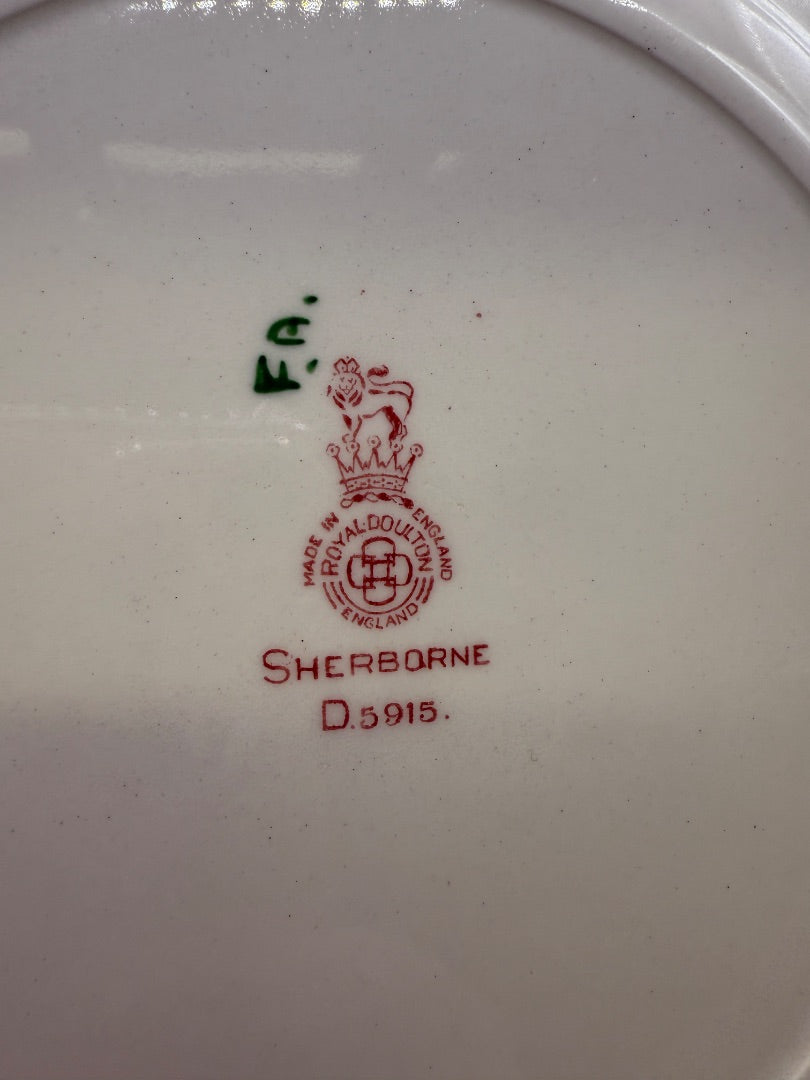 F.A.
MADE IN ENGLAND
ROYAL DOULTON
ENGLAND
SHERBORNE
D.5915.